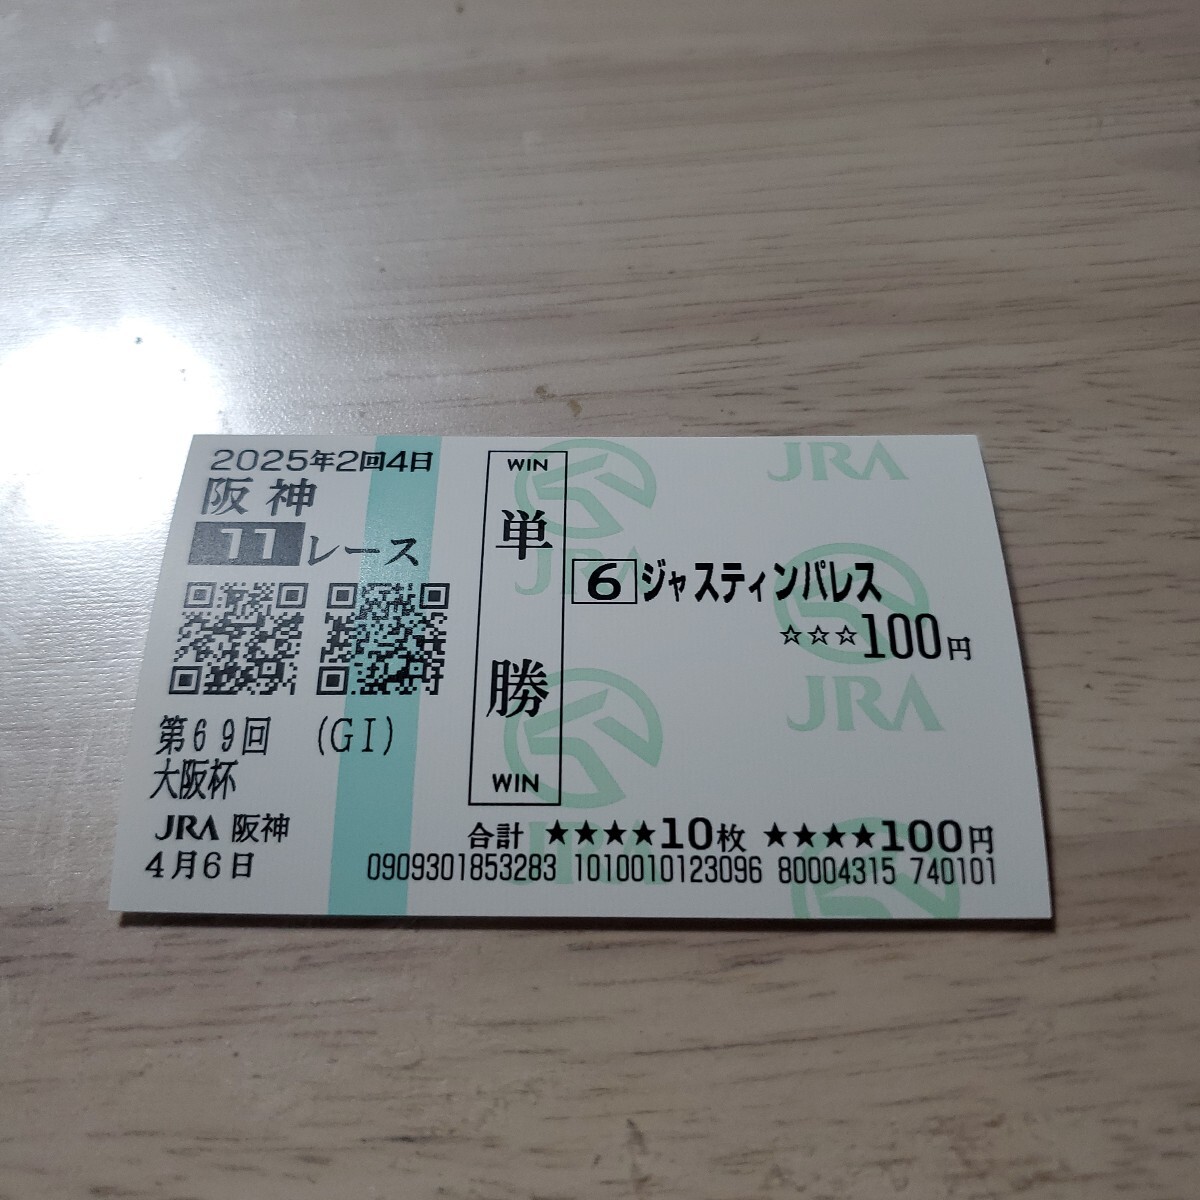 2025年2回4日
阪神
11レース
第69回 (GI)
大阪杯
JRA 阪神
4月6日
WIN
単勝
WIN
6 ジャスティンパレス
☆☆☆100円
合計 ★★★★10枚 ★★★★100円
0909301853283 1010010123096 80004315 740101
JRA
JRA
JRA
JRA